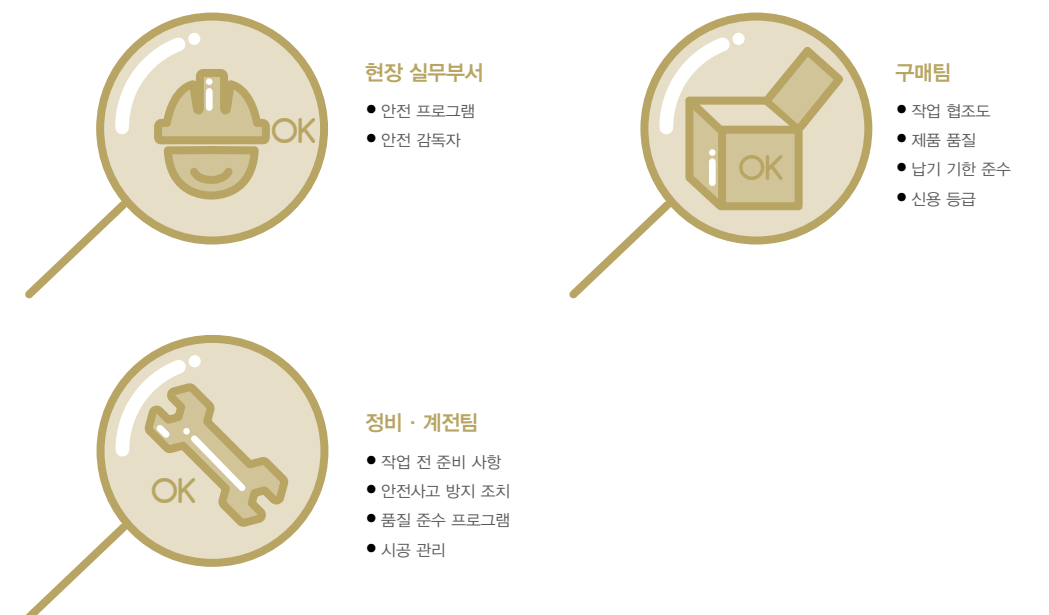 OK
현장 실무부서
● 안전 프로그램
● 안전 감독자
OK
구매팀
● 작업 협조도
● 제품 품질
● 납기 기한 준수
● 신용 등급
OK
정비 · 계전팀
● 작업 전 준비 사항
● 안전사고 방지 조치
● 품질 준수 프로그램
● 시공 관리